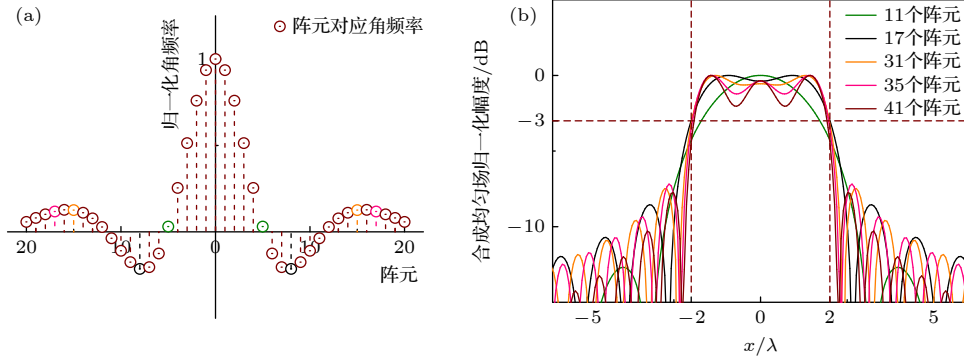 (a)
阵元对应角频率
归一化角频率
1
20
10
0
10
20
阵元
(b)
11个阵元
17个阵元
31个阵元
35个阵元
41个阵元
合成均匀场归一化幅度/dB
0
−3
−10
−5
−2
0
2
5
x/λ